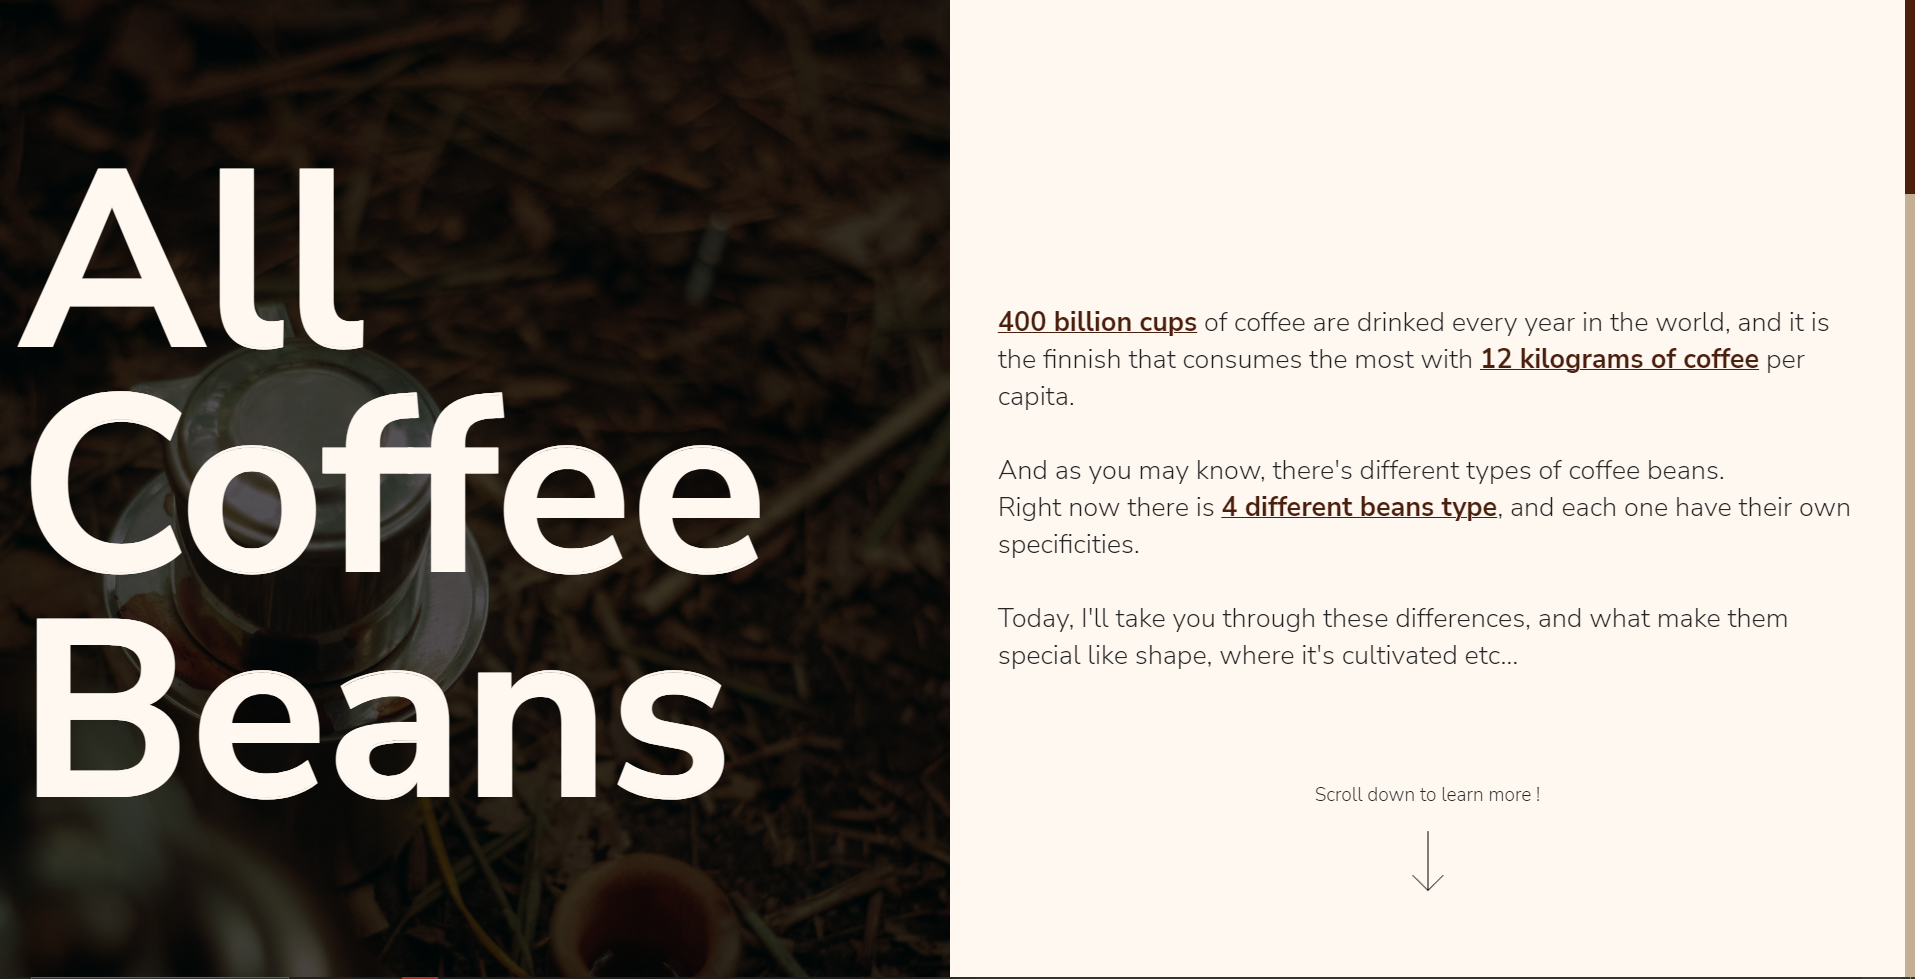 All
Coffee
Beans
400 billion cups of coffee are drinked every year in the world, and it is
the finnish that consumes the most with 12 kilograms of coffee per
capita.
And as you may know, there's different types of coffee beans.
Right now there is 4 different beans type, and each one have their own
specificities.
Today, I'll take you through these differences, and what make them
special like shape, where it's cultivated etc...
Scroll down to learn more !